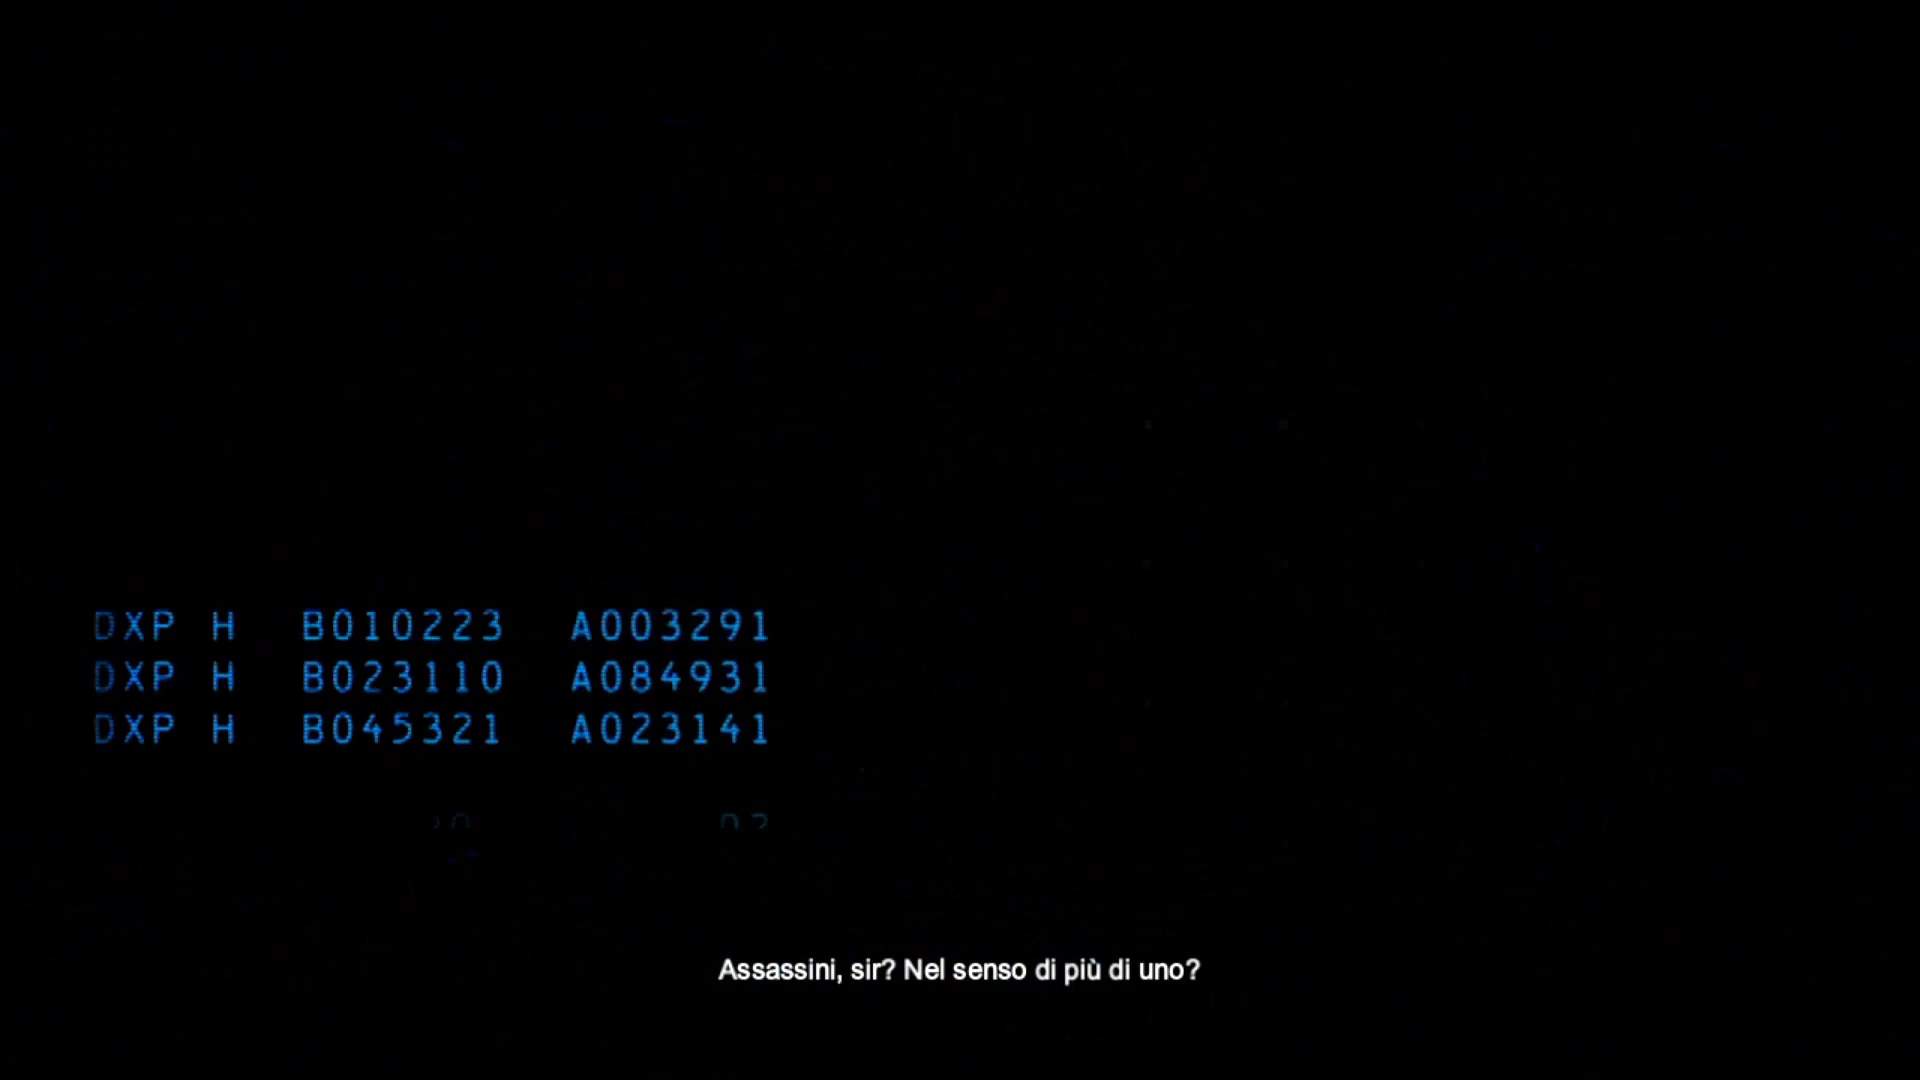 DXP H B010223 A003291
DXP H B023110 A084931
DXP H B045321 A023141
Assassini, sir? Nel senso di più di uno?